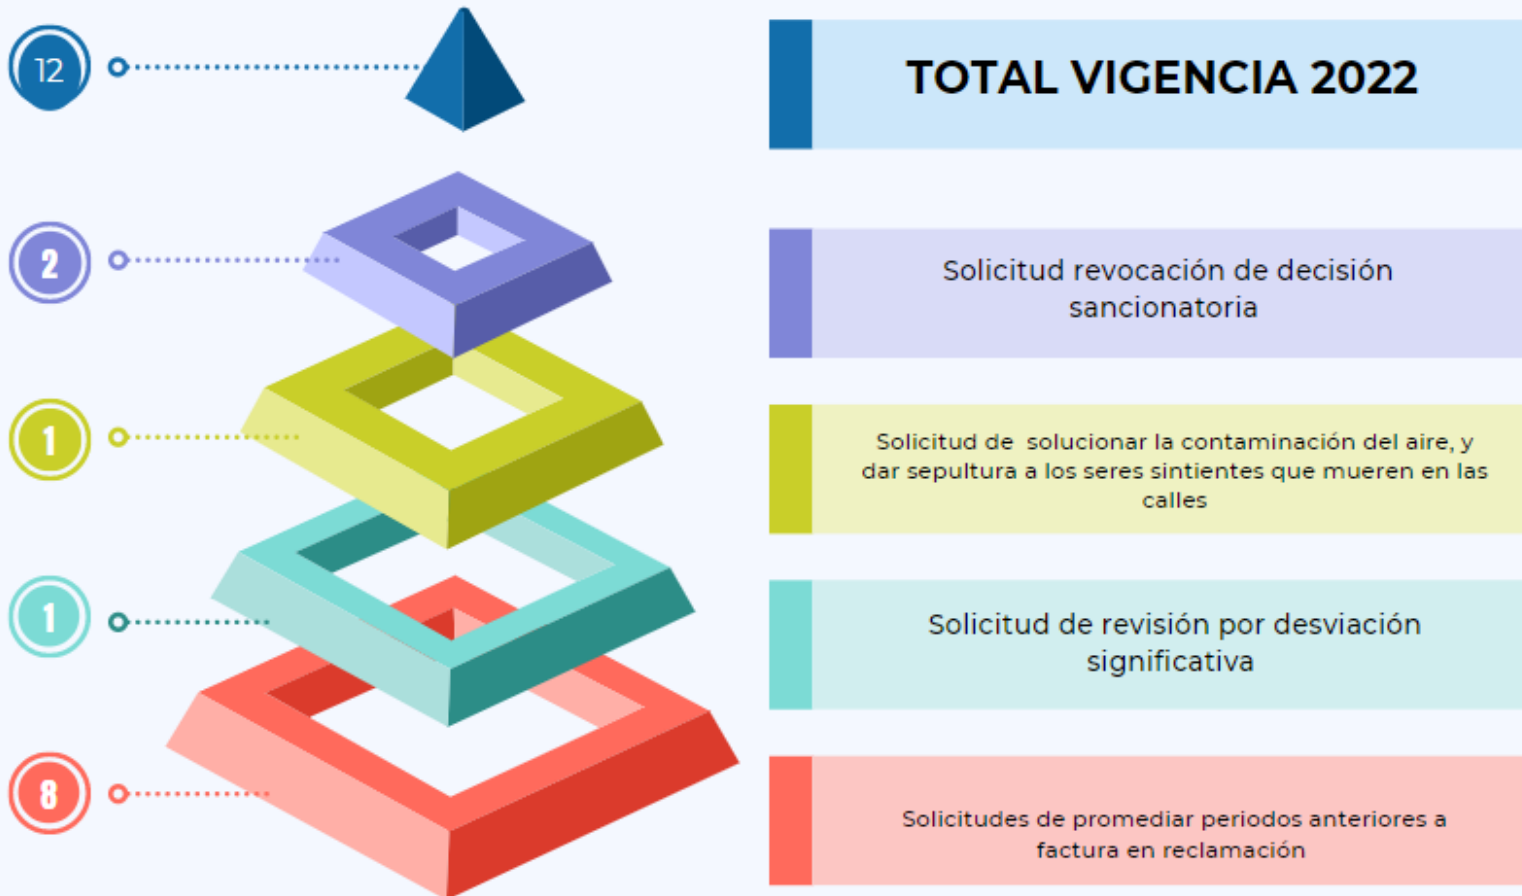 12
TOTAL VIGENCIA 2022
2
Solicitud revocación de decisión
sancionatoria
1
Solicitud de solucionar la contaminación del aire, y
dar sepultura a los seres sintientes que mueren en las
calles
1
Solicitud de revisión por desviación
significativa
8
Solicitudes de promediar periodos anteriores a
factura en reclamación